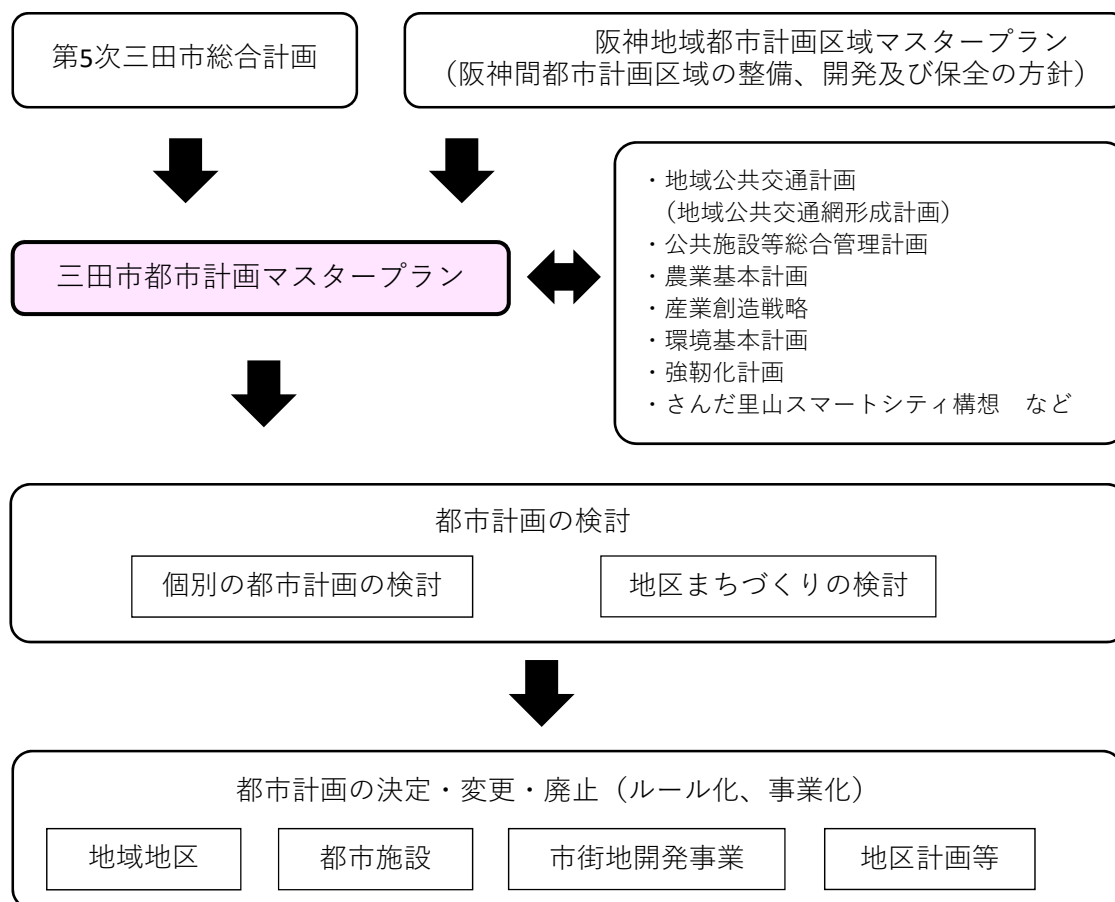 第5次三田市総合計画
阪神地域都市計画区域マスタープラン
（阪神間都市計画区域の整備、開発及び保全の方針）
・地域公共交通計画
（地域公共交通網形成計画）
・公共施設等総合管理計画
・農業基本計画
・産業創造戦略
・環境基本計画
・強靭化計画
・さんだ里山スマートシティ構想　など
三田市都市計画マスタープラン
都市計画の検討
個別の都市計画の検討
地区まちづくりの検討
都市計画の決定・変更・廃止（ルール化、事業化）
地域地区
都市施設
市街地開発事業
地区計画等